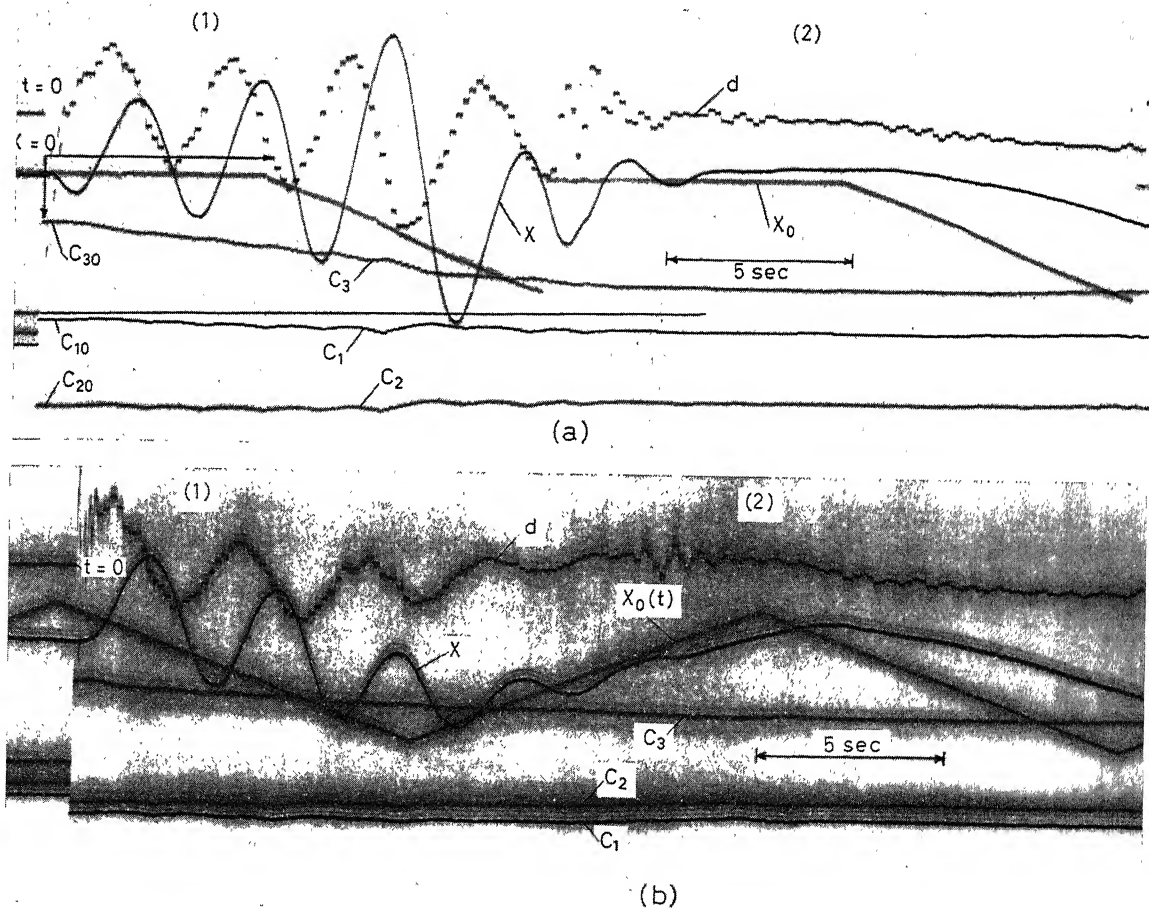 (1)
(2)
t = 0
d
X = 0
X
X₀
C₃₀
C₃
5 sec
C₁₀
C₁
C₂₀
C₂
(a)
(1)
(2)
d
t = 0
X₀(t)
X
C₃
5 sec
C₂
C₁
(b)